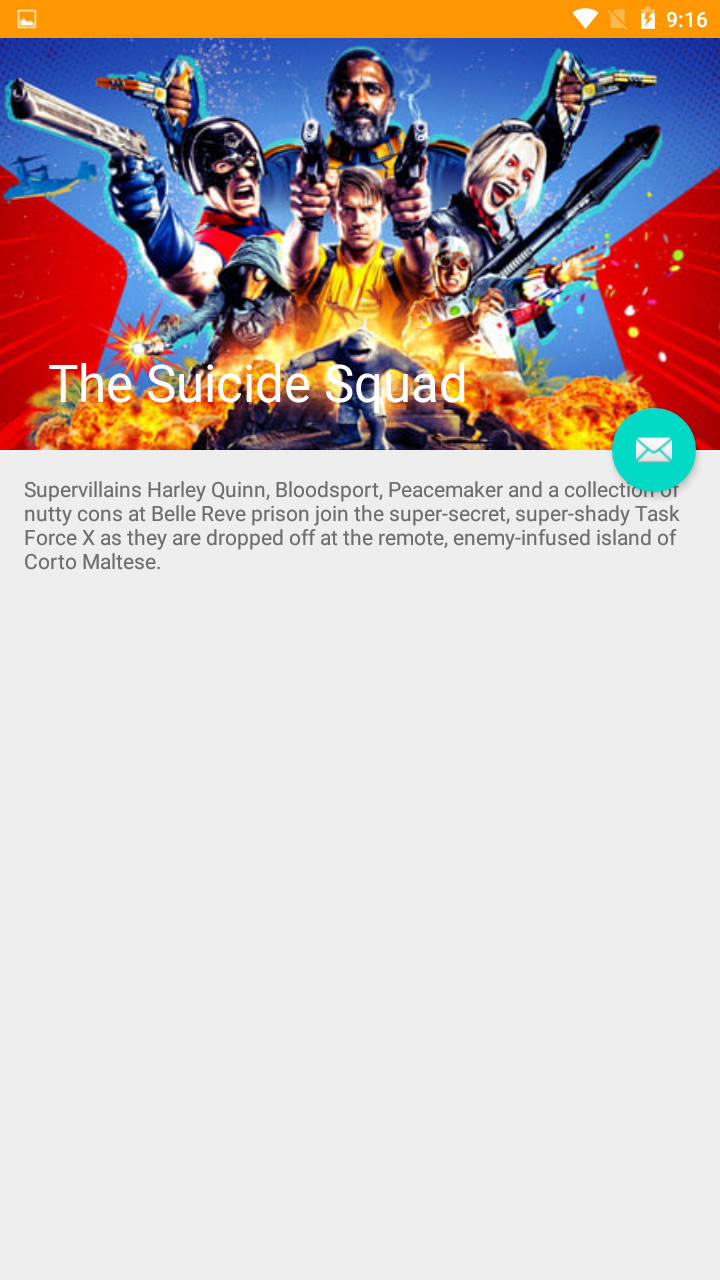 9:16
The Suicide Squad
Supervillains Harley Quinn, Bloodsport, Peacemaker and a collection of
nutty cons at Belle Reve prison join the super-secret, super-shady Task
Force X as they are dropped off at the remote, enemy-infused island of
Corto Maltese.